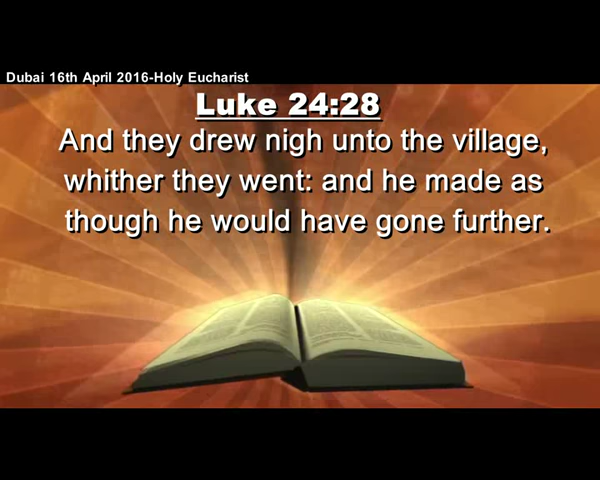 Dubai 16th April 2016-Holy Eucharist
Luke 24:28
And they drew nigh unto the village,
whither they went: and he made as
though he would have gone further.